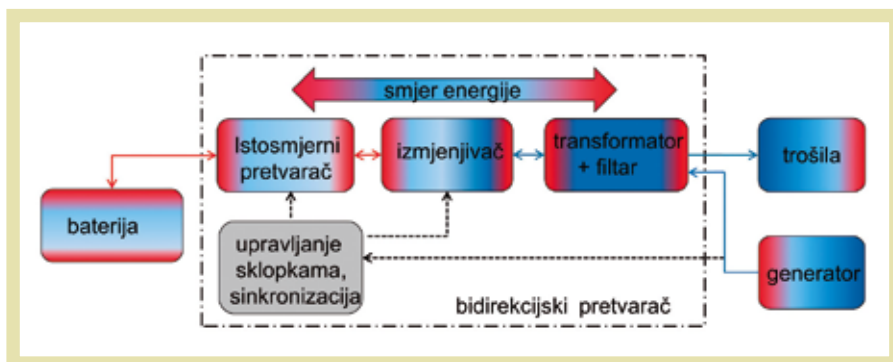 smjer energije
Istosmjerni
pretvarač
izmjenjivač
transformator
+ filtar
trošila
baterija
upravljanje
sklopkama,
sinkronizacija
generator
bidirekcijski pretvarač